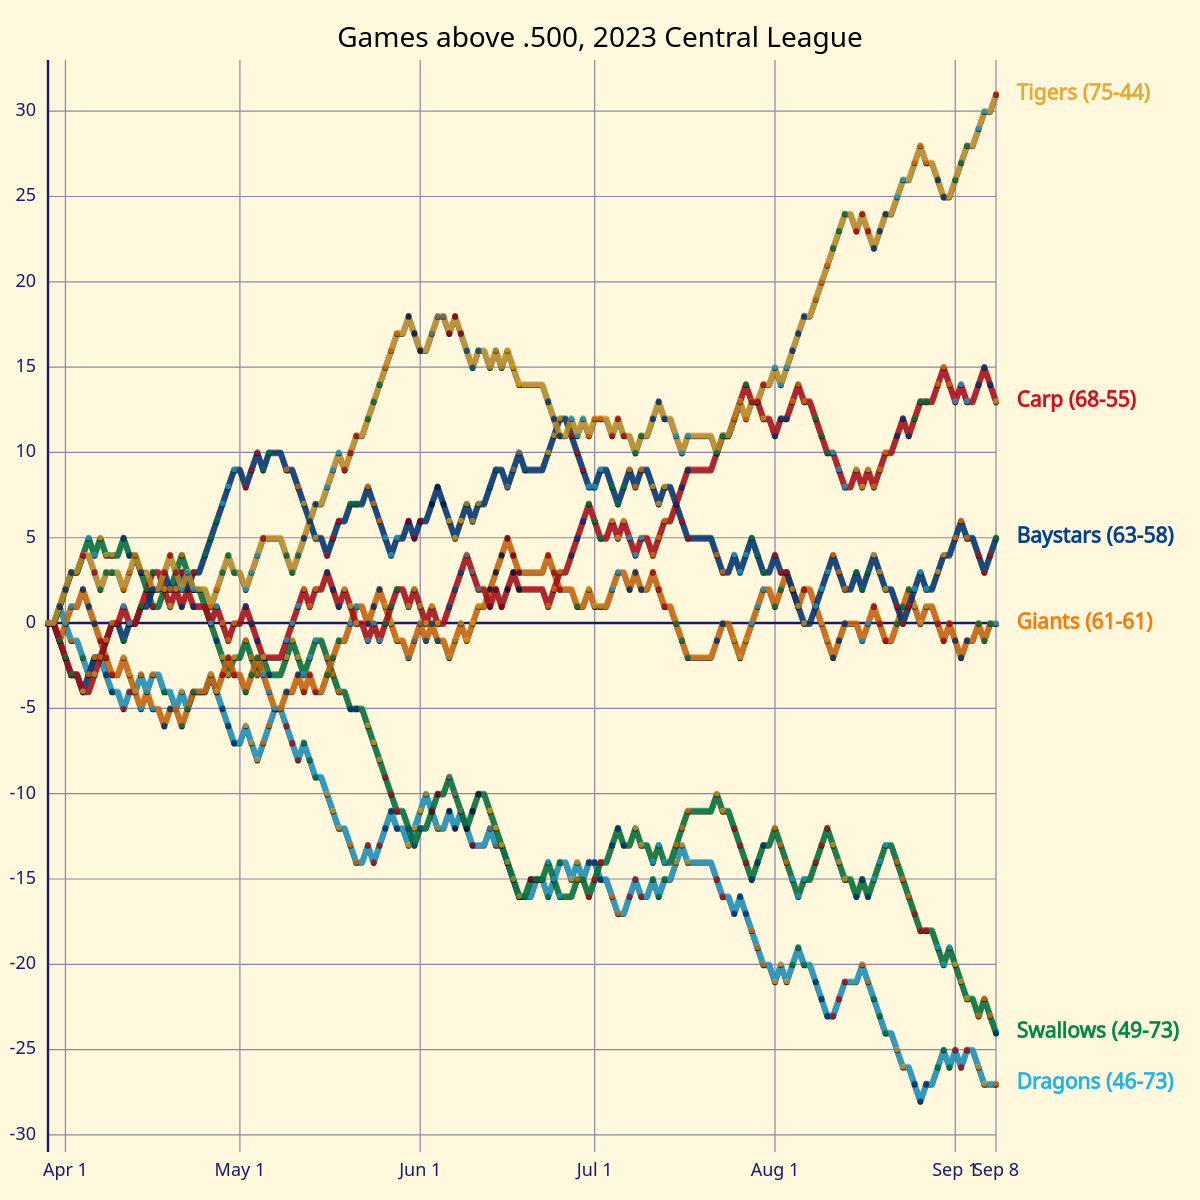 Games above .500, 2023 Central League
30
25
20
15
10
5
0
-5
-10
-15
-20
-25
-30
Tigers (75-44)
Carp (68-55)
Baystars (63-58)
Giants (61-61)
Swallows (49-73)
Dragons (46-73)
Apr 1 May 1 Jun 1 Jul 1 Aug 1 Sep 1 Sep 8